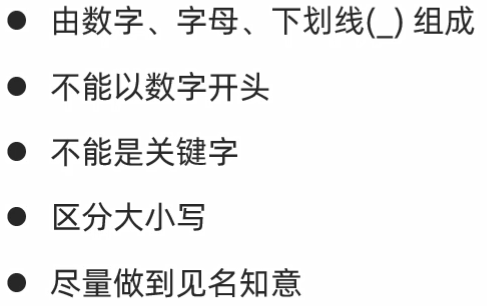 ● 由数字、字母、下划线(_) 组成
● 不能以数字开头
● 不能是关键字
● 区分大小写
● 尽量做到见名知意